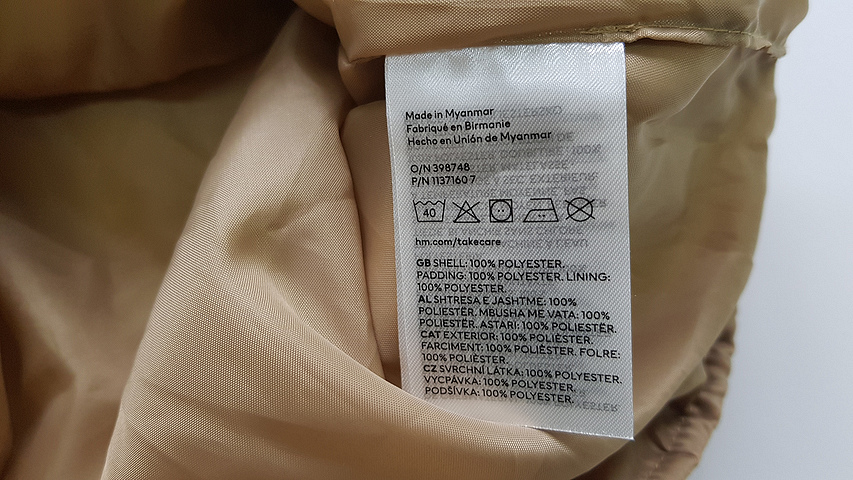 Made in Myanmar
Fabriqué en Birmanie
Hecho en Unión de Myanmar
O/N 398748
P/N 1137160 7
40
hm.com/takecare
GB SHELL: 100% POLYESTER.
PADDING: 100% POLYESTER. LINING:
100% POLYESTER.
AL SHTRESA E JASHTME: 100%
POLIESTËR. MBUSHA ME VATA: 100%
POLIESTËR. ASTARI: 100% POLIESTËR.
CAT EXTERIOR: 100% POLIÈSTER.
FARCIMENT: 100% POLIÈSTER. FOLRE:
100% POLIÈSTER.
CZ SVRCHNÍ LÁTKA: 100% POLYESTER.
VYCPÁVKA: 100% POLYESTER.
PODŠÍVKA: 100% POLYESTER.